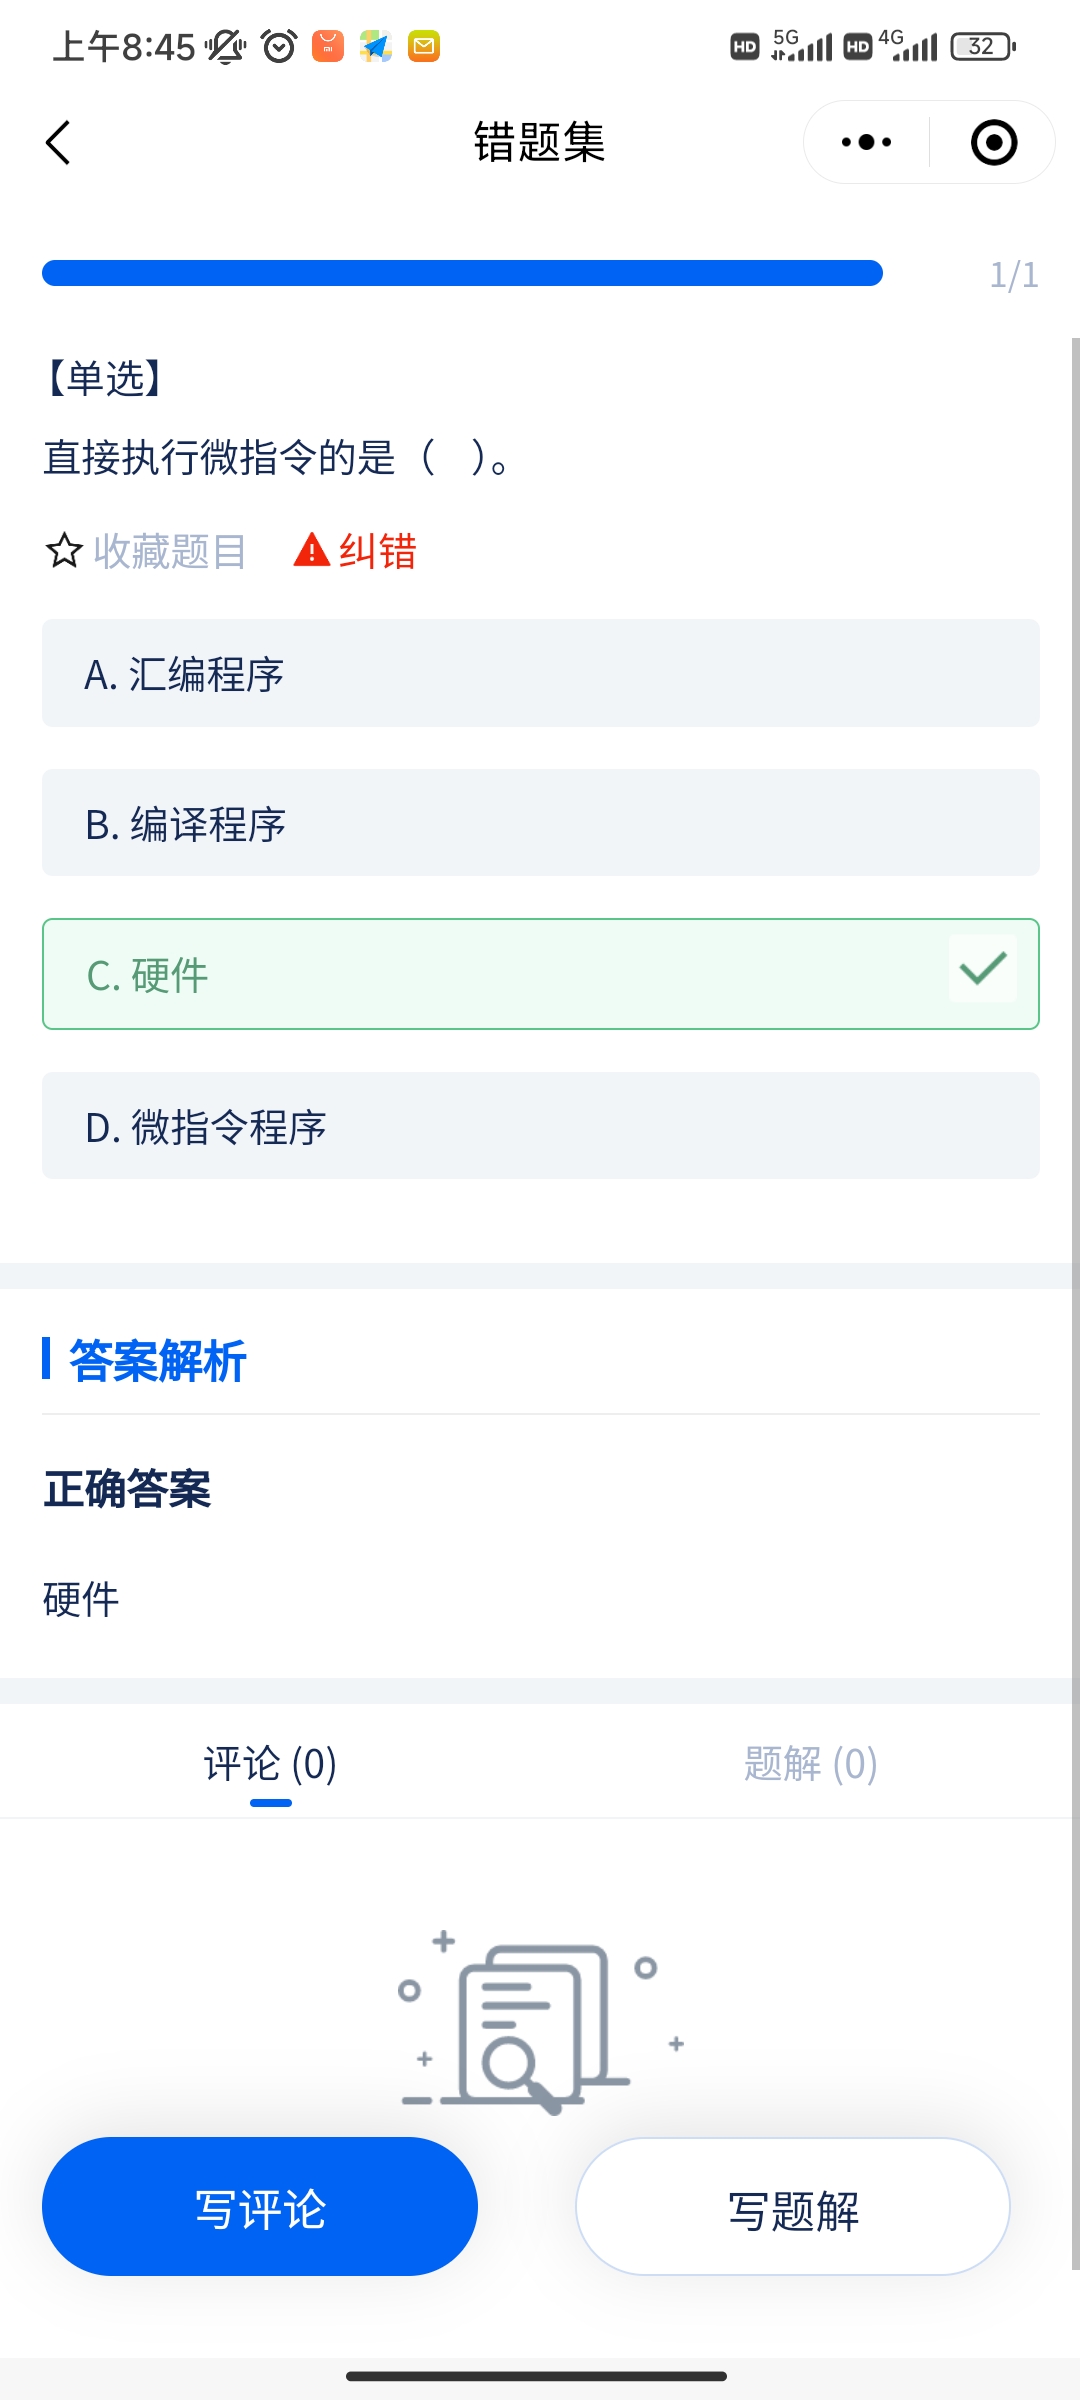 上午8:45
HD 5G HD 4G 32
错题集
1/1
【单选】
直接执行微指令的是（ ）。
收藏题目 纠错
A. 汇编程序
B. 编译程序
C. 硬件
D. 微指令程序
答案解析
正确答案
硬件
评论 (0) 题解 (0)
写评论 写题解